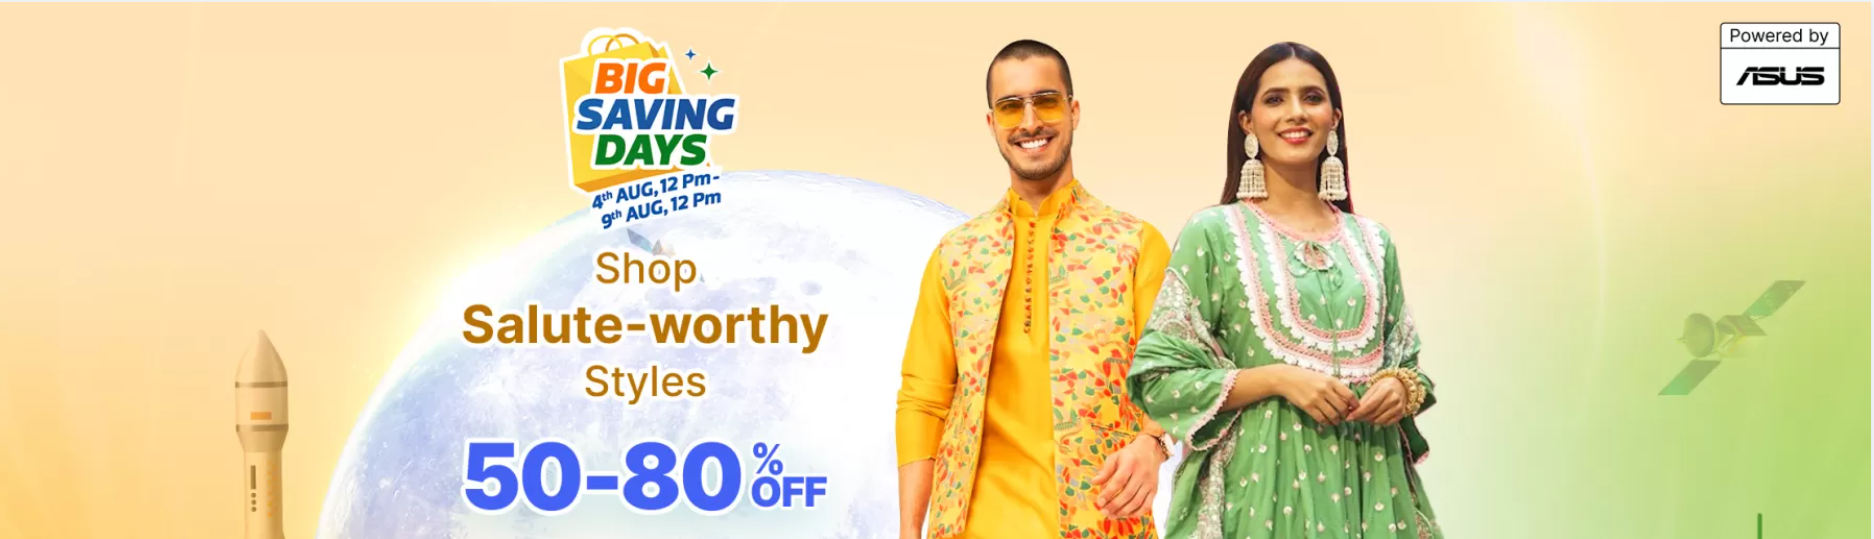 BIG
SAVING
DAYS
4th AUG, 12 Pm-
9th AUG, 12 Pm
Shop
Salute-worthy
Styles
50-80% OFF
Powered by
ASUS